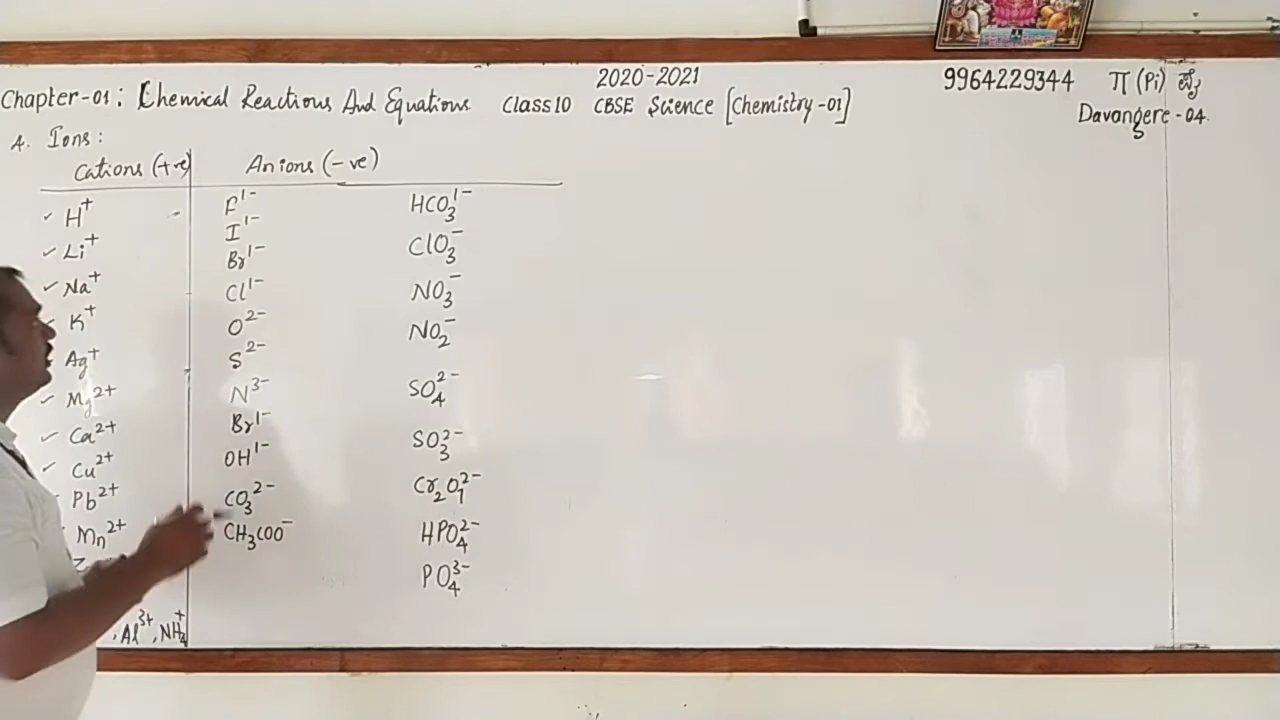 2020-2021 9964229344 π (Pi)
Chapter-01: Chemical Reactions And Equations Class 10 CBSE Science [Chemistry-01] Davangere-04.
A. Ions:
Cations (+ve) Anions (-ve)
H⁺ F¹⁻ HCO₃¹⁻
I¹⁻
Li⁺ Br¹⁻ ClO₃⁻
Na⁺ Cl¹⁻ NO₃⁻
K⁺ O²⁻ NO₂⁻
Ag⁺ S²⁻
Mg²⁺ N³⁻ SO₄²⁻
Ca²⁺ Br¹⁻ SO₃²⁻
Cu²⁺ OH¹⁻
Pb²⁺ CO₃²⁻ Cr₂O₇²⁻
Mn²⁺ CH₃COO⁻ HPO₄²⁻
PO₄³⁻
, Al³⁺, NH₄⁺